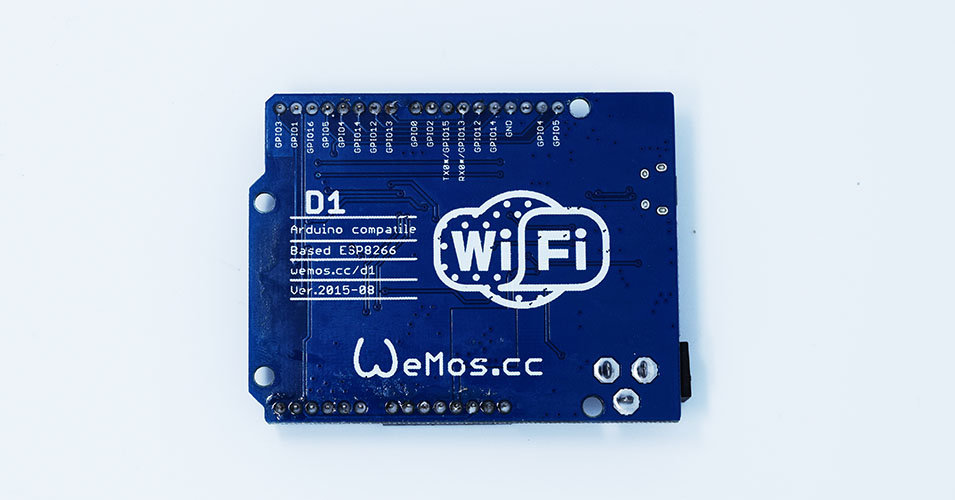 GPIO3
GPIO1
GPIO16
GPIO5
GPIO4
GPIO14
GPIO12
GPIO13
GPIO0
GPIO2
TX0#/GPIO15
RX0#/GPIO13
GPIO12
GPIO14
GND
GPIO4
GPIO5
D1
Arduino compatile
Based ESP8266
wemos.cc/d1
Ver.2015-08
WiFi
WeMos.cc